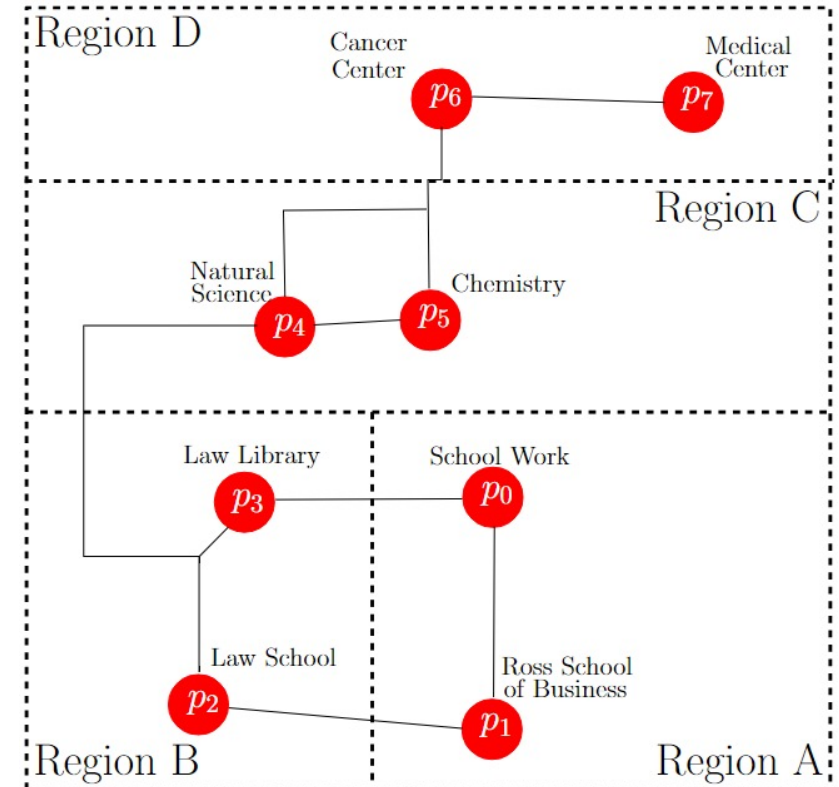 Region D
Cancer
Center
Medical
Center
p6
p7
Region C
Natural
Science
Chemistry
p4
p5
Law Library
School Work
p3
p0
Law School
Ross School
of Business
p2
p1
Region B
Region A